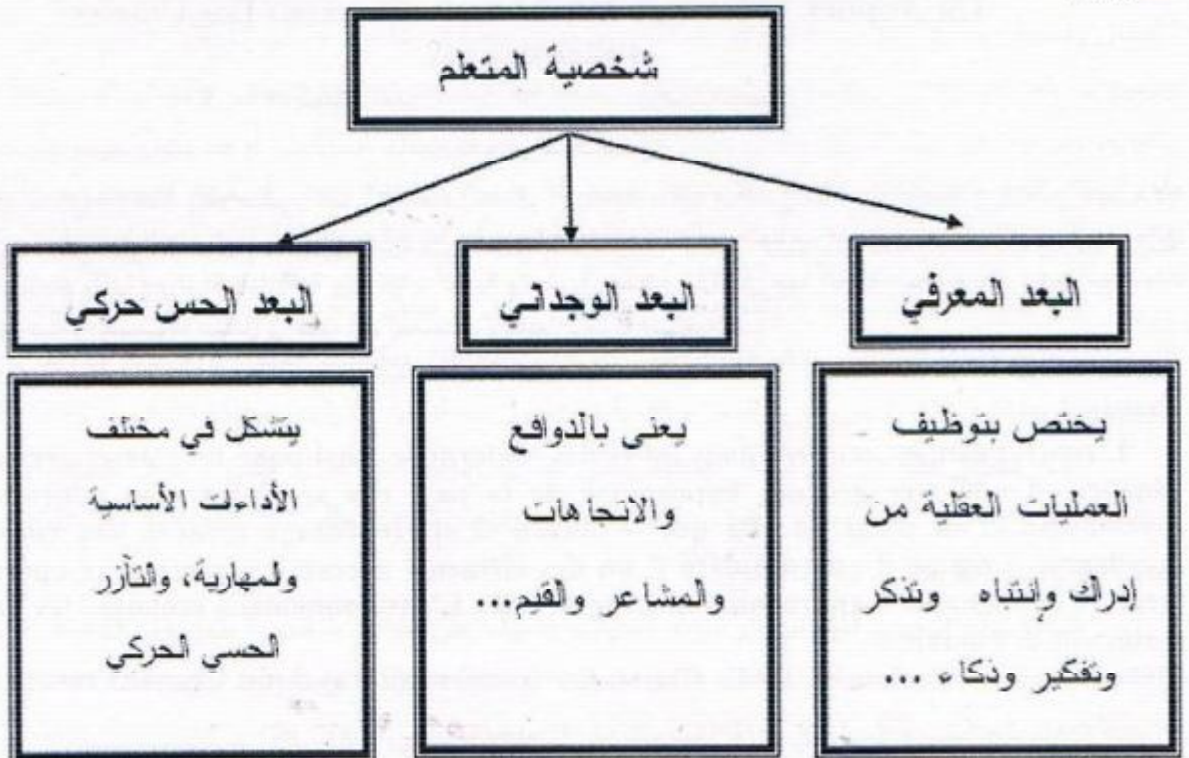 شخصية المتعلم
البعد المعرفي
البعد الوجداني
البعد الحس حركي
يختص بتوظيف
العمليات العقلية من
إدراك وانتباه وتذكر
وتفكير وذكاء ...
يعنى بالدوافع
والاتجاهات
والمشاعر والقيم...
يتشكل في مختلف
الأداءات الأساسية
والمهارية، والتآزر
الحسي الحركي